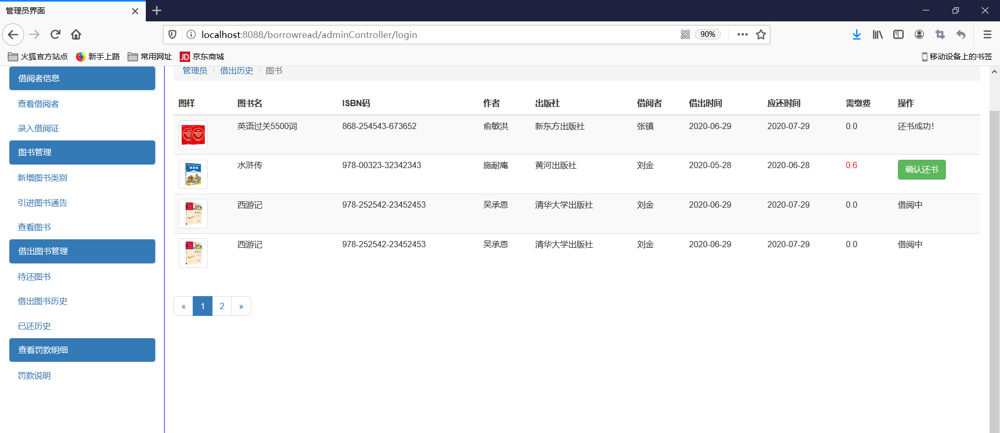 管理员界面
localhost:8088/borrowread/adminController/login
90%
火狐官方站点
新手上路
常用网址
JD 京东商城
移动设备上的书签
借阅者信息
查看借阅者
录入借阅证
图书管理
新增图书类别
引进图书通告
查看图书
借出图书管理
待还图书
借出图书历史
已还历史
查看罚款明细
罚款说明
管理员 / 借出历史 / 图书
图样 图书名 ISBN码 作者 出版社 借阅者 借出时间 应还时间 需缴费 操作
英语过关5500词 868-254543-673652 俞敏洪 新东方出版社 张镇 2020-06-29 2020-07-29 0.0 还书成功!
水浒传 978-00323-32342343 施耐庵 黄河出版社 刘金 2020-05-28 2020-06-28 0.6 确认还书
西游记 978-252542-23452453 吴承恩 清华大学出版社 刘金 2020-06-29 2020-07-29 0.0 借阅中
西游记 978-252542-23452453 吴承恩 清华大学出版社 刘金 2020-06-29 2020-07-29 0.0 借阅中
« 1 2 »